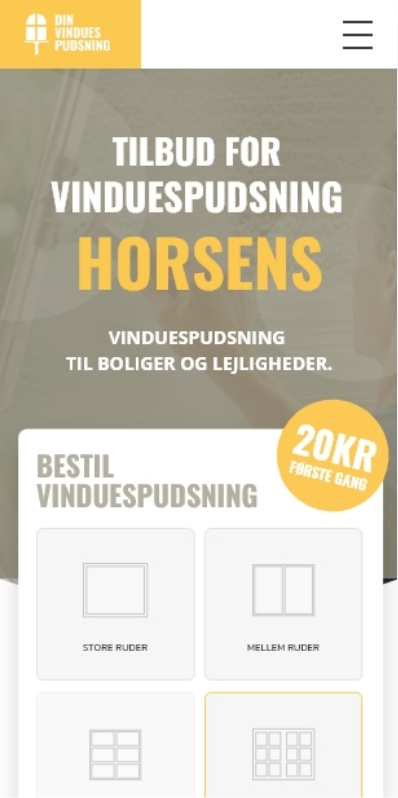 DIN
VINDUES
PUDSNING
TILBUD FOR
VINDUESPUDSNING
HORSENS
VINDUESPUDSNING
TIL BOLIGER OG LEJLIGHEDER.
20KR
FØRSTE GANG
BESTIL
VINDUESPUDSNING
STORE RUDER
MELLEM RUDER